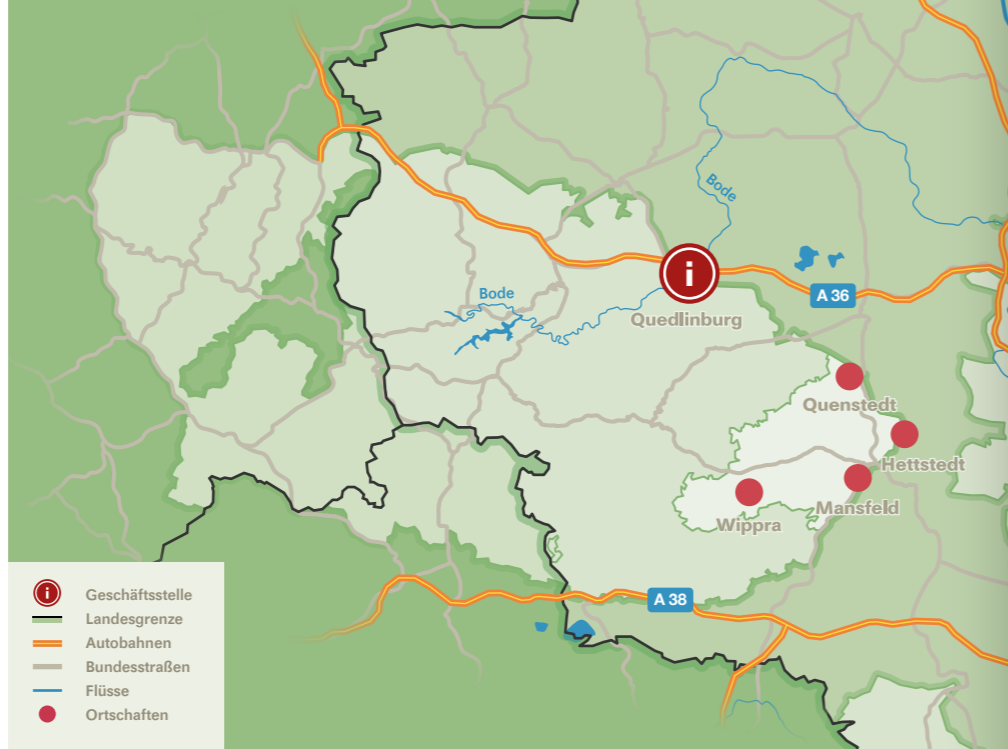 Bode
Bode
A 36
Quedlinburg
Quenstedt
Hettstedt
Mansfeld
Wippra
A 38
i
i Geschäftsstelle
Landesgrenze
Autobahnen
Bundesstraßen
Flüsse
Ortschaften